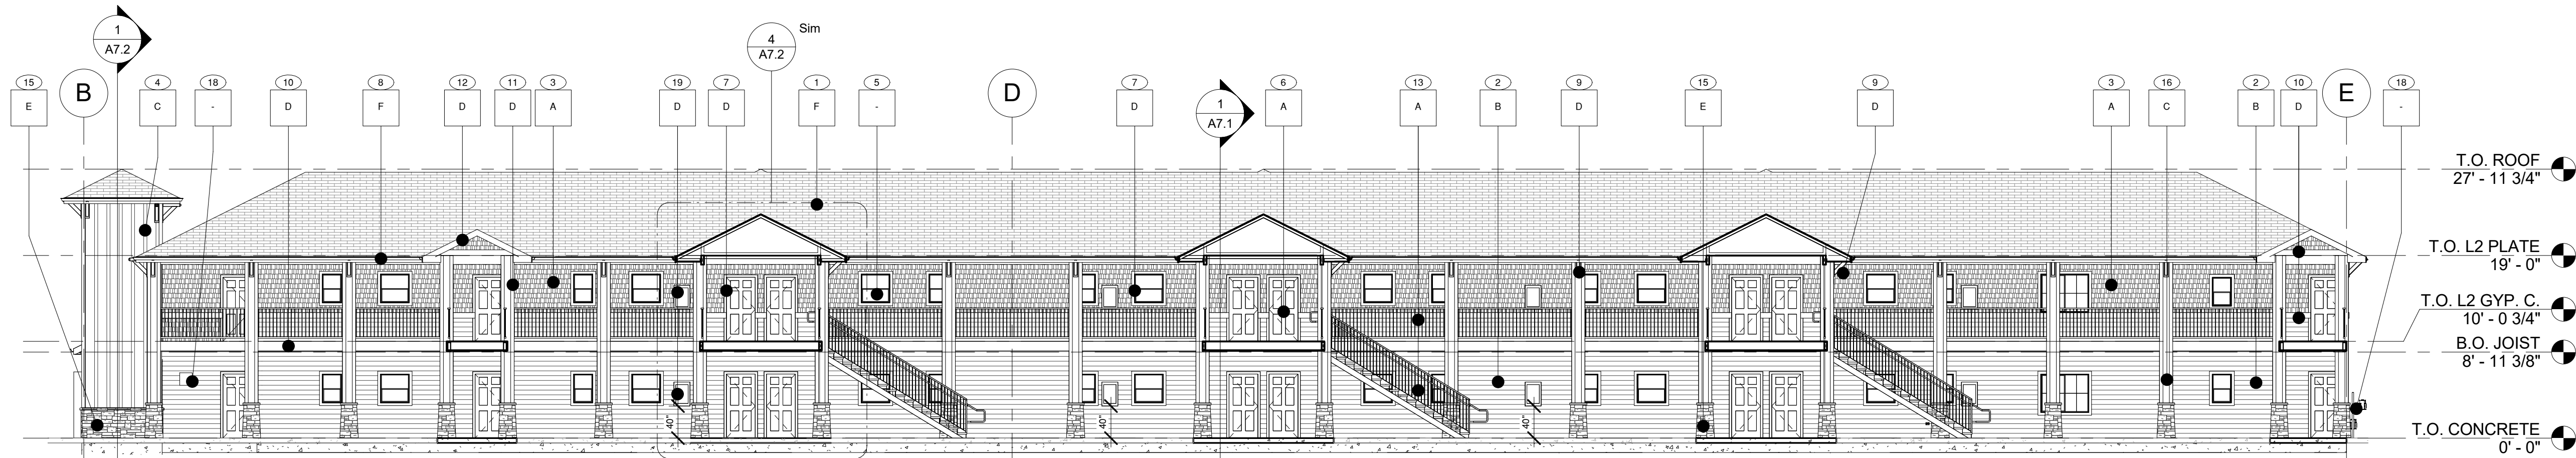 1
A7.2
4
A7.2
Sim
15
E
B
4
C
18
-
10
D
8
F
12
D
11
D
3
A
19
D
7
D
1
F
5
-
D
7
D
1
A7.1
6
A
13
A
2
B
9
D
15
E
9
D
3
A
16
C
2
B
10
D
E
18
-
T.O. ROOF
27' - 11 3/4"
T.O. L2 PLATE
19' - 0"
T.O. L2 GYP. C.
10' - 0 3/4"
B.O. JOIST
8' - 11 3/8"
40"
40"
40"
T.O. CONCRETE
0' - 0"